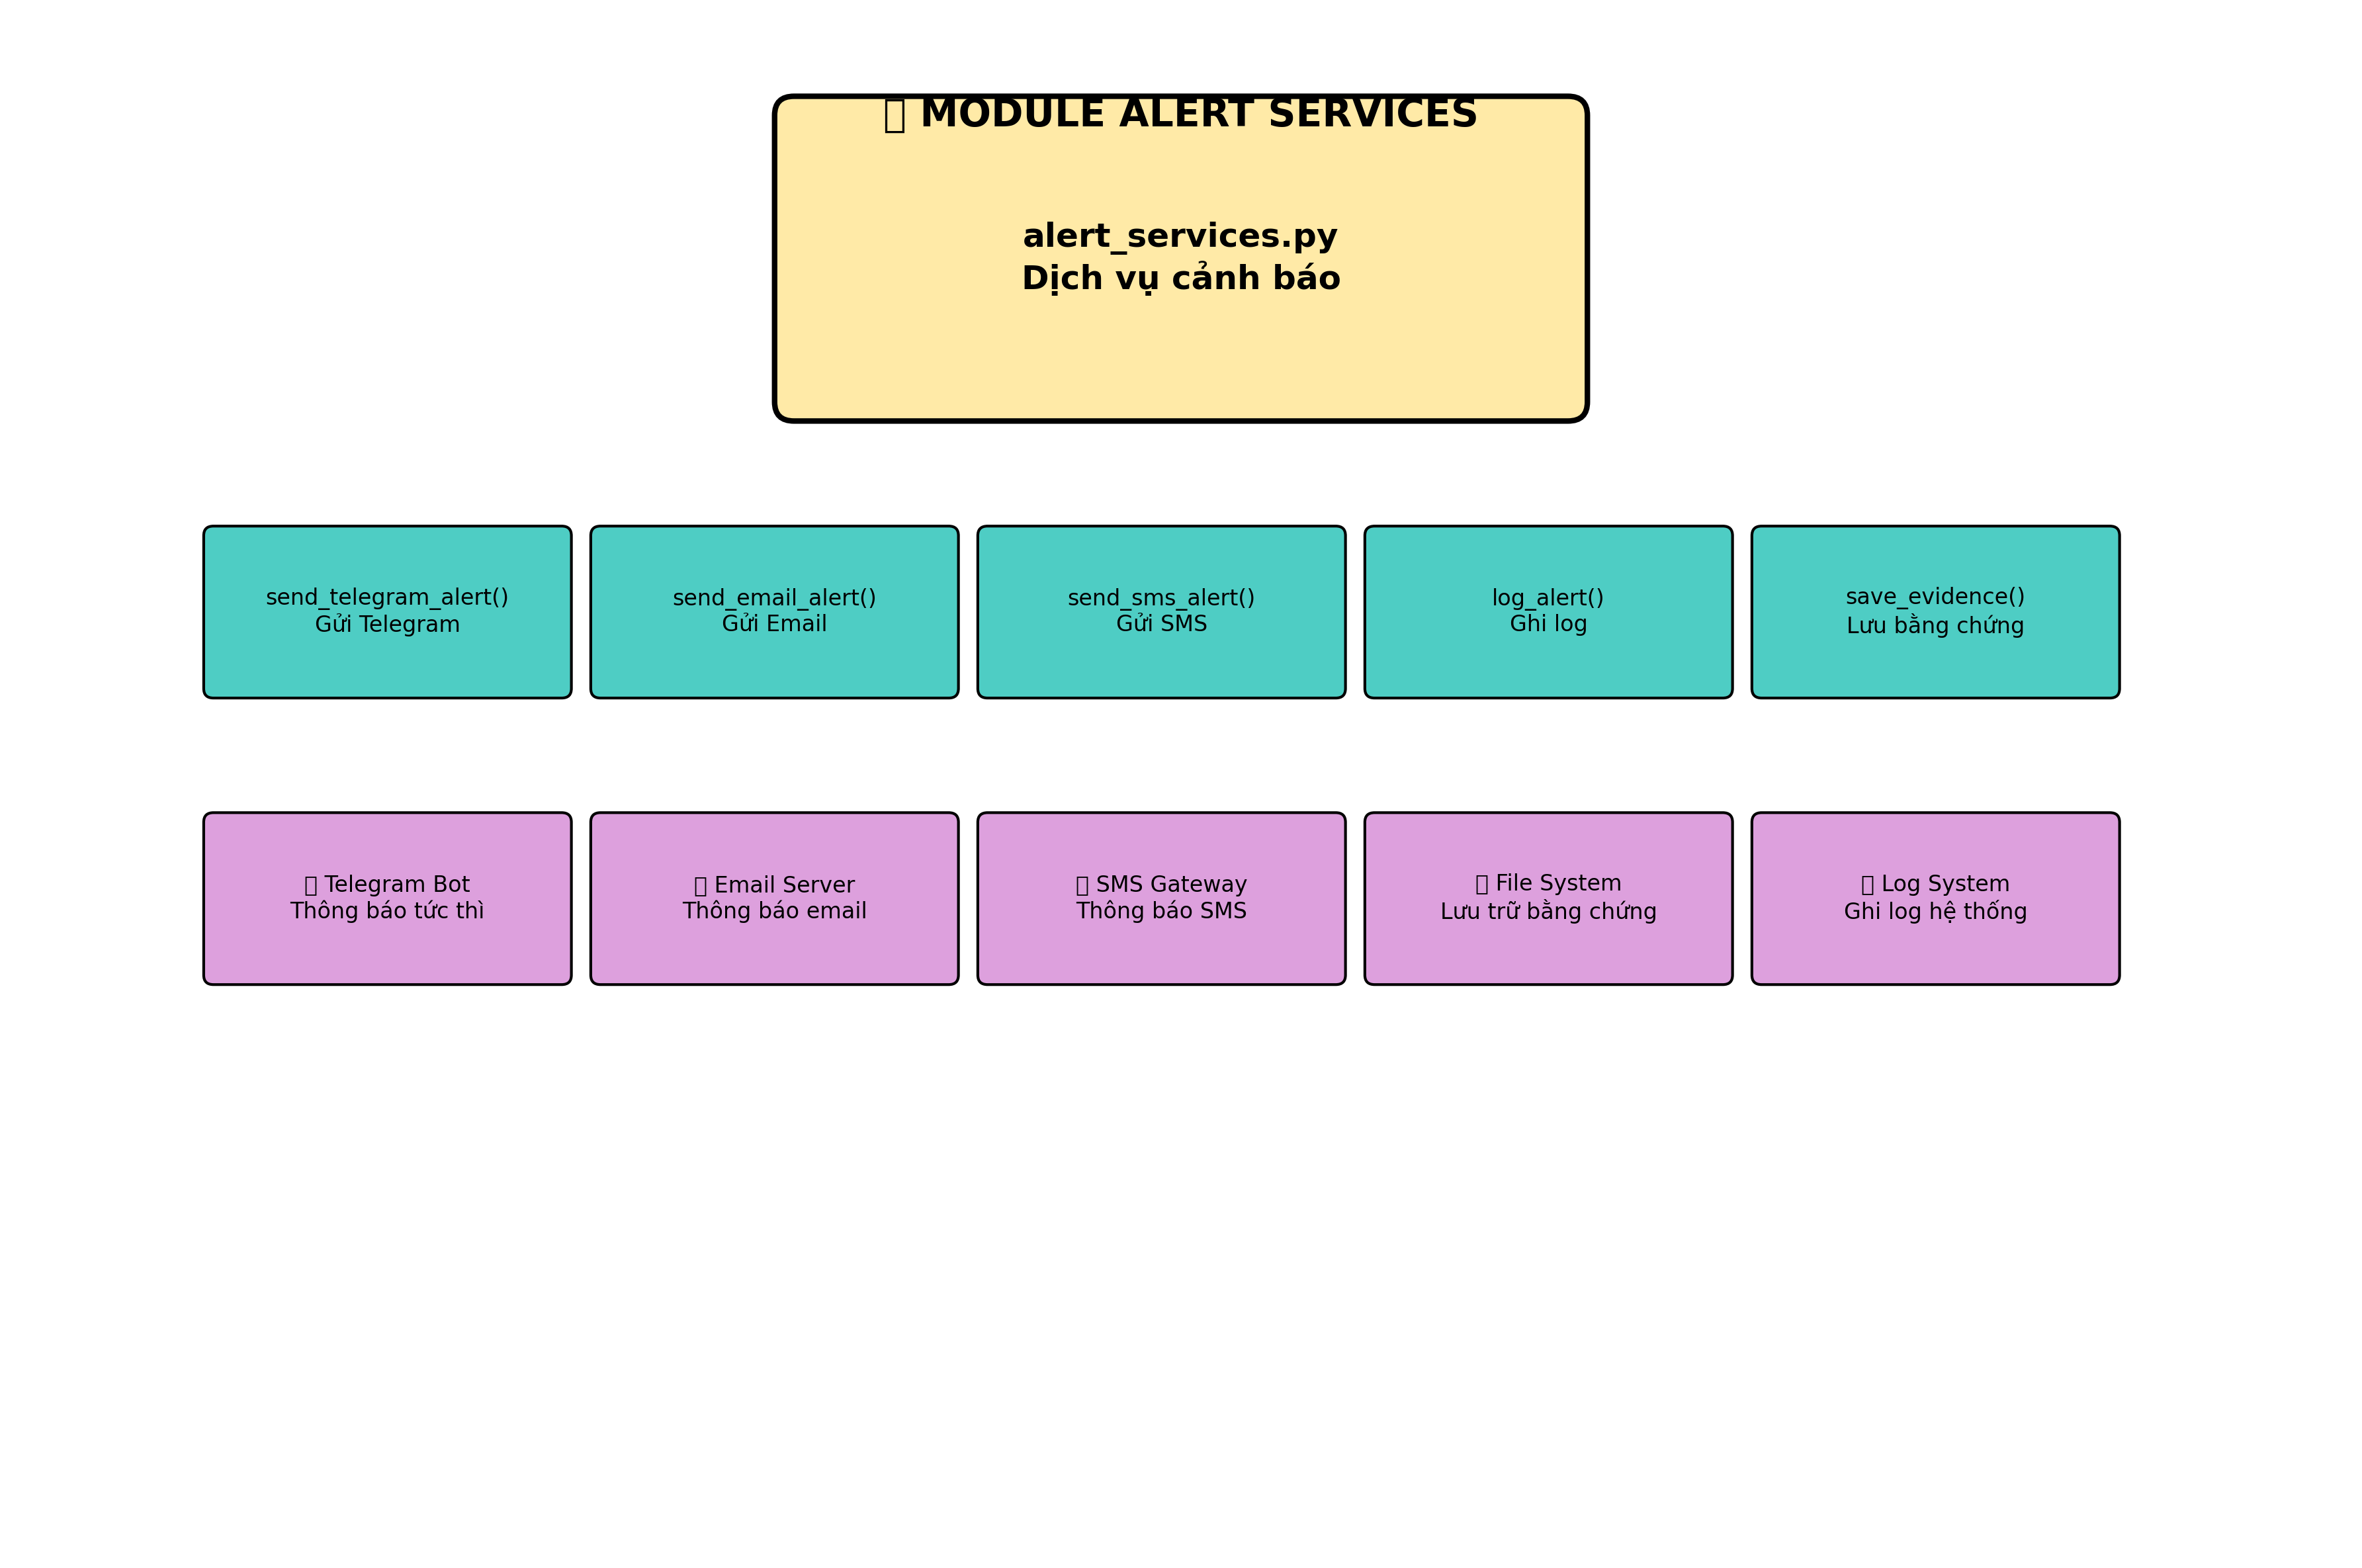 MODULE ALERT SERVICES
alert_services.py
Dịch vụ cảnh báo
send_telegram_alert()
Gửi Telegram
send_email_alert()
Gửi Email
send_sms_alert()
Gửi SMS
log_alert()
Ghi log
save_evidence()
Lưu bằng chứng
Telegram Bot
Thông báo tức thì
Email Server
Thông báo email
SMS Gateway
Thông báo SMS
File System
Lưu trữ bằng chứng
Log System
Ghi log hệ thống